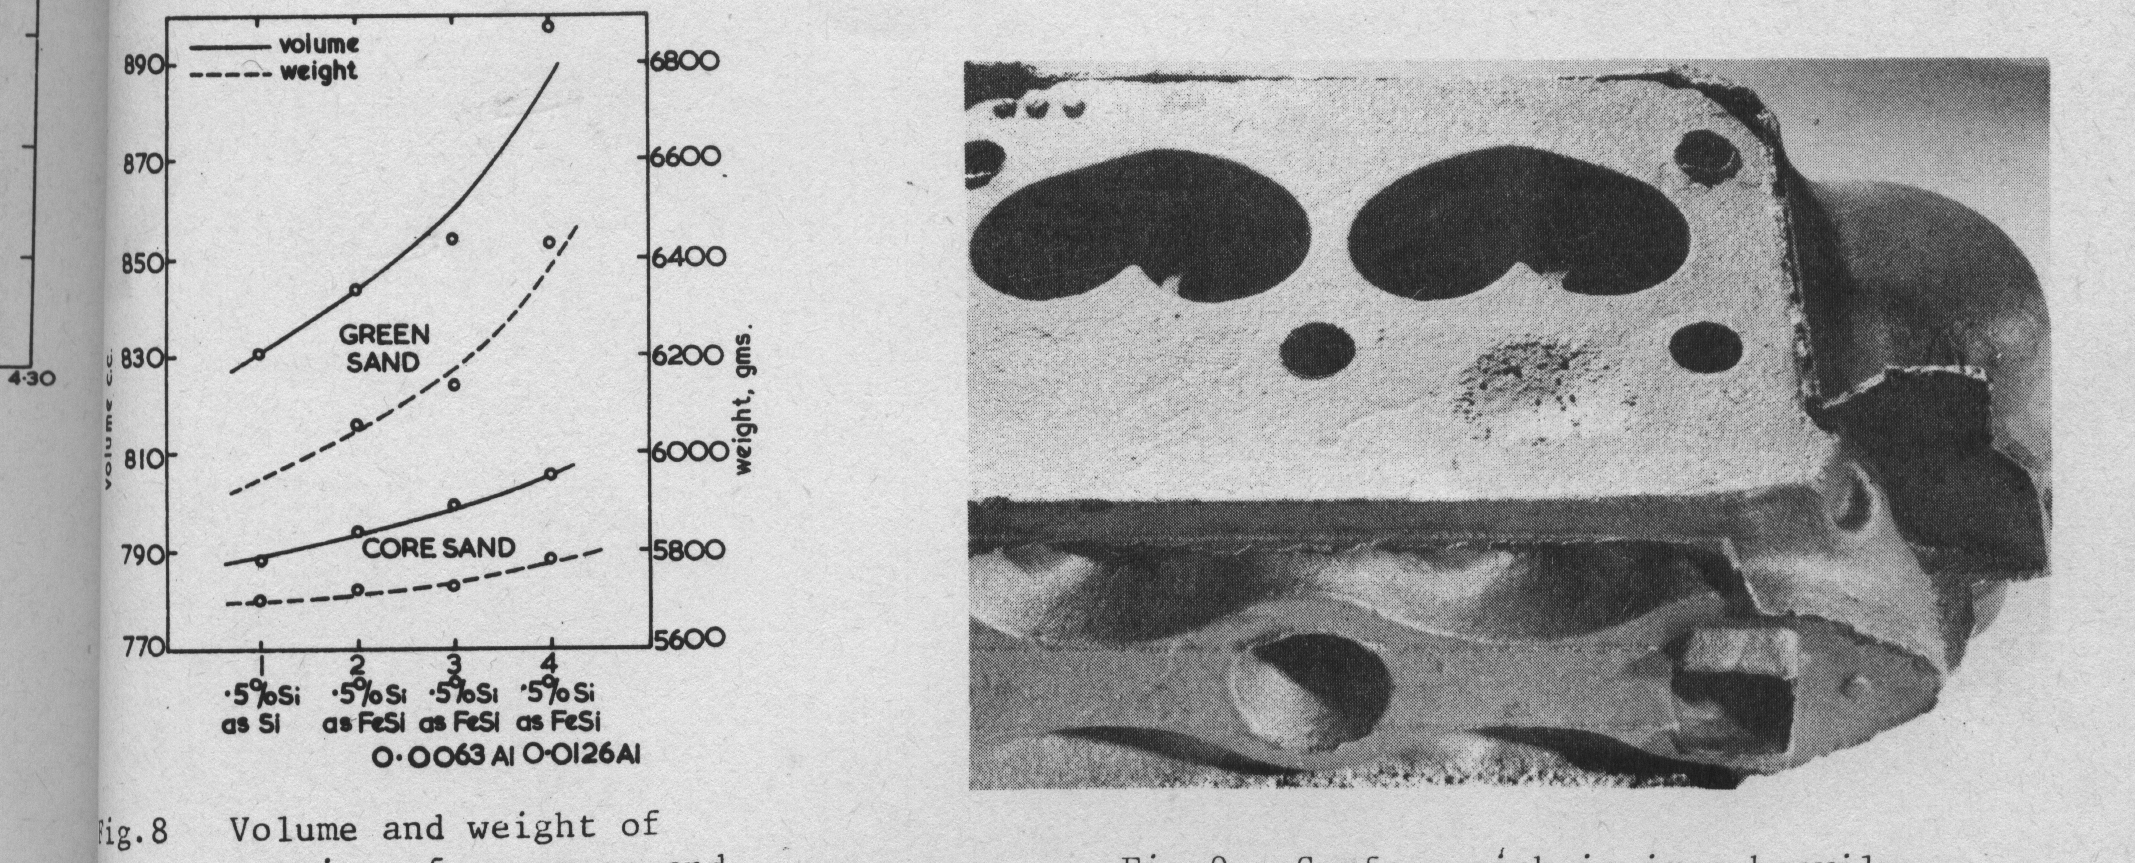 volume
weight
890
870
850
830
810
790
770
6800
6600
6400
6200
6000
5800
5600
volume c.c.
weight, gms.
GREEN
SAND
CORE SAND
4·30
1 2 3 4
·5%Si ·5%Si ·5%Si ·5%Si
as Si as FeSi as FeSi as FeSi
0·0063 Al 0·0126 Al
Fig.8 Volume and weight of